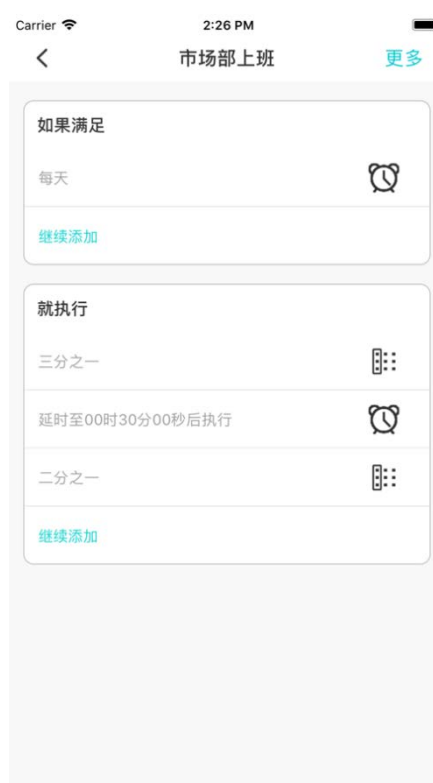 Carrier 2:26 PM
市场部上班 更多
如果满足
每天
继续添加
就执行
三分之一
延时至00时30分00秒后执行
二分之一
继续添加